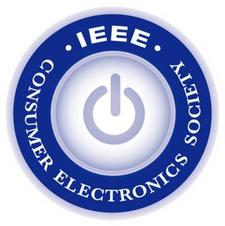 · IEEE ·
CONSUMER ELECTRONICS SOCIETY